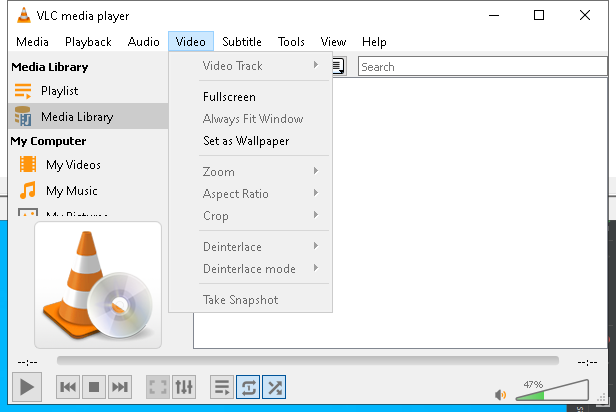 VLC media player
Media Playback Audio Video Subtitle Tools View Help
Media Library
Playlist
Media Library
My Computer
My Videos
My Music
My Pictures
Video Track
Fullscreen
Always Fit Window
Set as Wallpaper
Zoom
Aspect Ratio
Crop
Deinterlace
Deinterlace mode
Take Snapshot
Search
--:--
--:--
47%